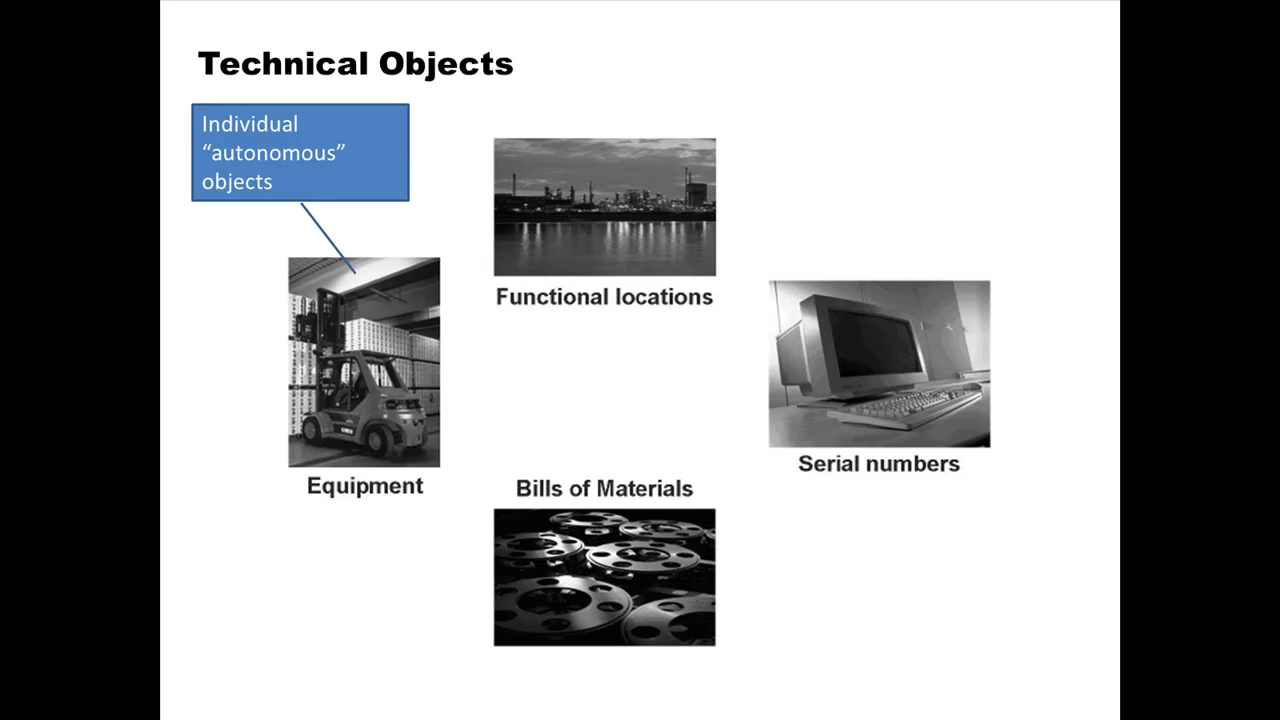 Technical Objects
Individual
“autonomous”
objects
Functional locations
Serial numbers
Equipment
Bills of Materials